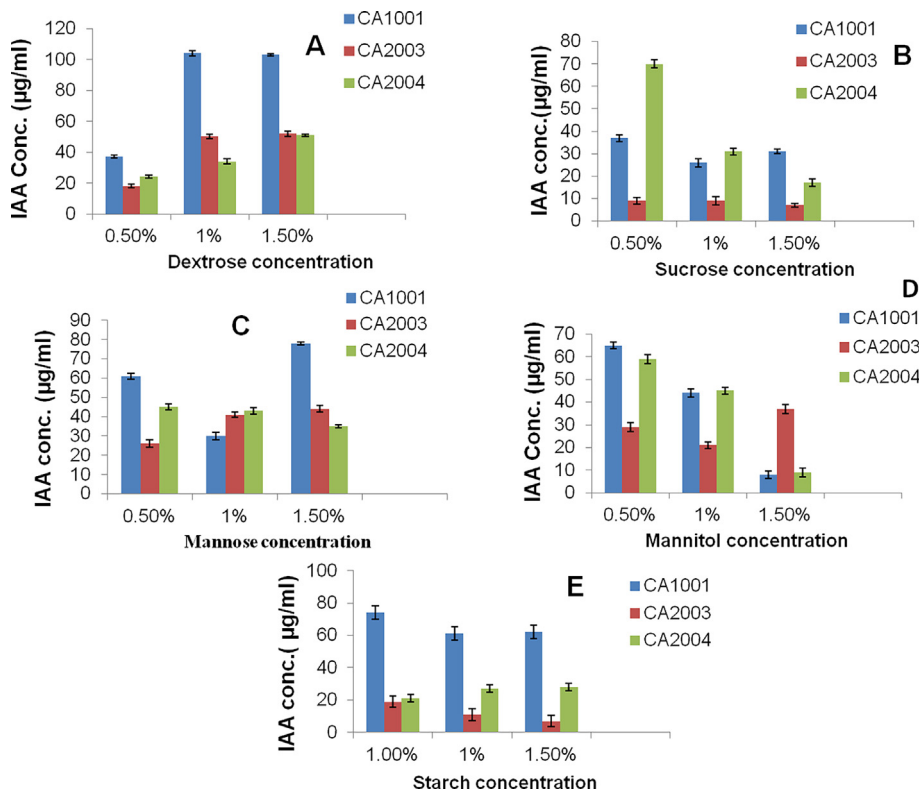 A
CA1001
CA2003
CA2004
IAA Conc. (µg/ml)
120
100
80
60
40
20
0
0.50% 1% 1.50%
Dextrose concentration
B
CA1001
CA2003
CA2004
IAA conc.(µg/ml)
70
60
50
40
30
20
10
0
0.50% 1% 1.50%
Sucrose concentration
C
CA1001
CA2003
CA2004
IAA conc. (µg/ml)
90
80
70
60
50
40
30
20
10
0
0.50% 1% 1.50%
Mannose concentration
D
CA1001
CA2003
CA2004
IAA Conc. (µg/ml)
70
60
50
40
30
20
10
0
0.50% 1% 1.50%
Mannitol concentration
E
CA1001
CA2003
CA2004
IAA conc.( µg/ml)
100
80
60
40
20
0
1.00% 1% 1.50%
Starch concentration